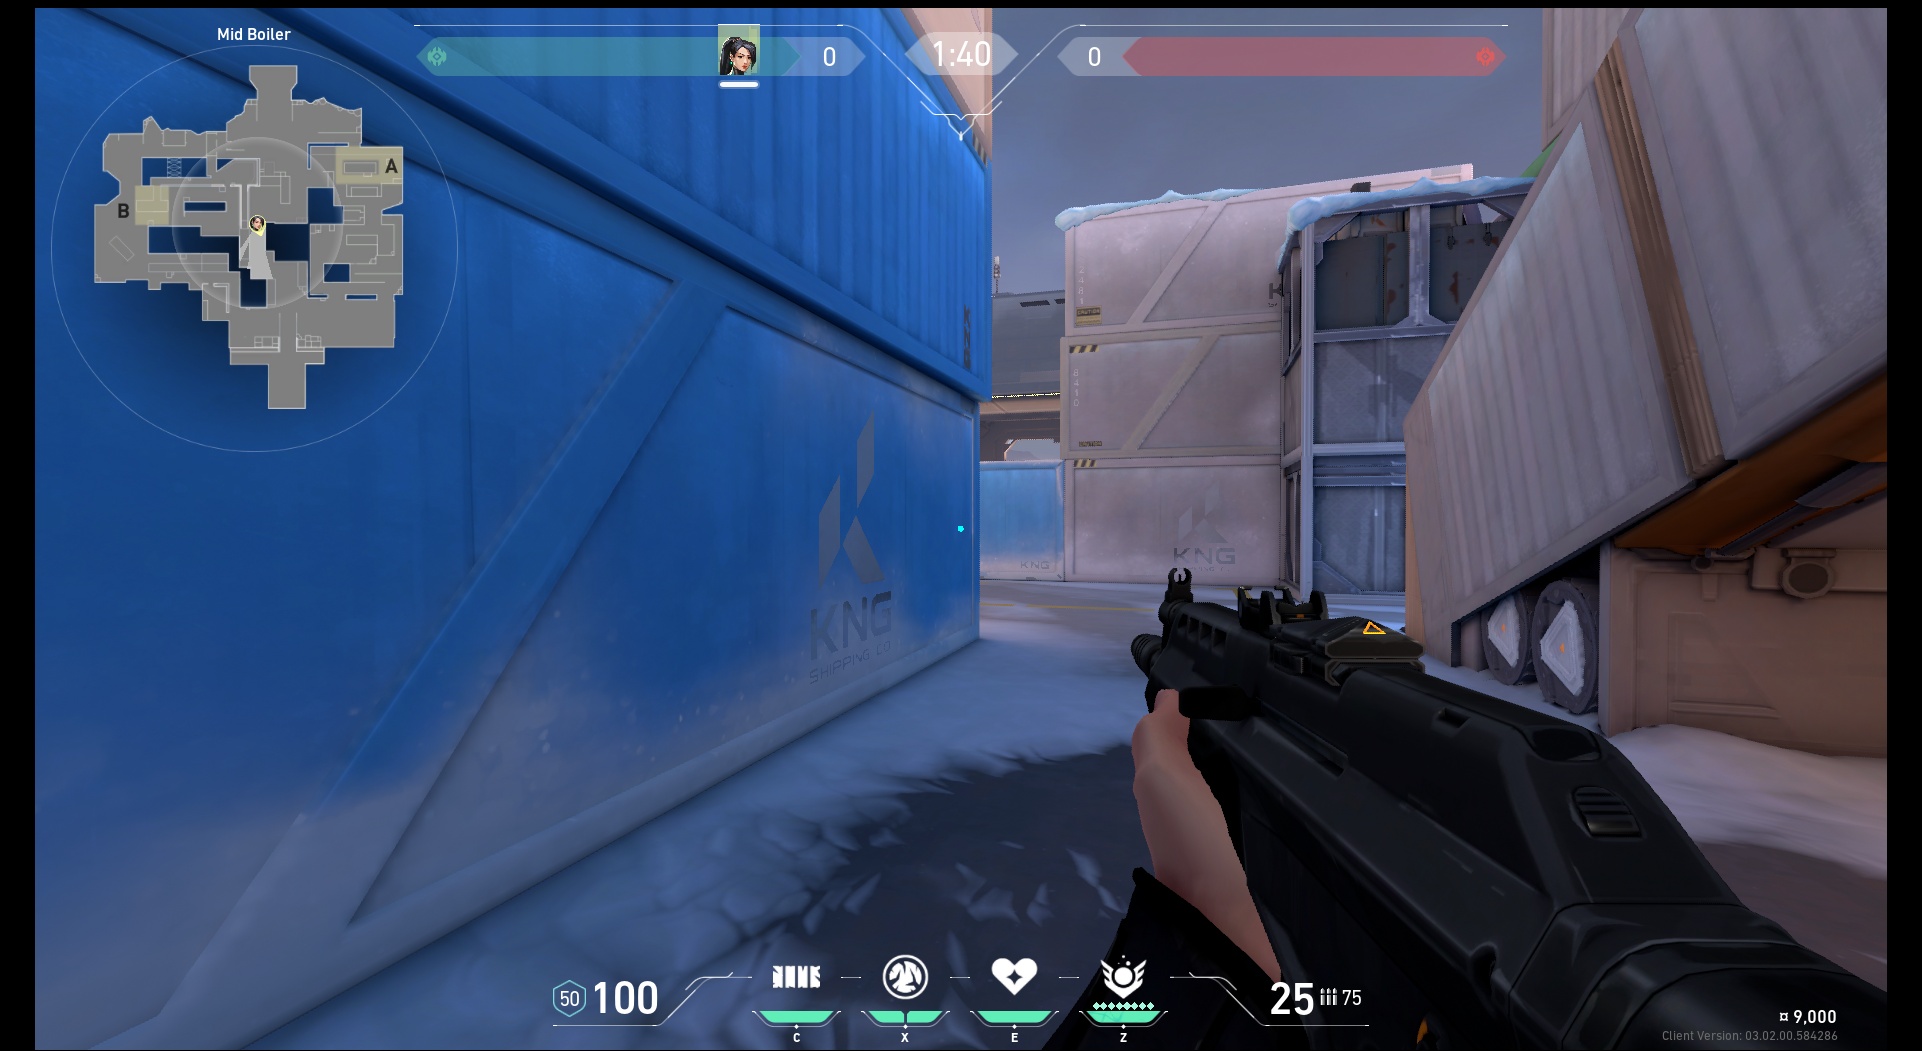 Mid Boiler
0
1:40
0
A
B
KNG
SHIPPING CO
KNG
KNG
50 100
25 75
C
X
E
Z
¤ 9,000
Client Version: 03.02.00.584286